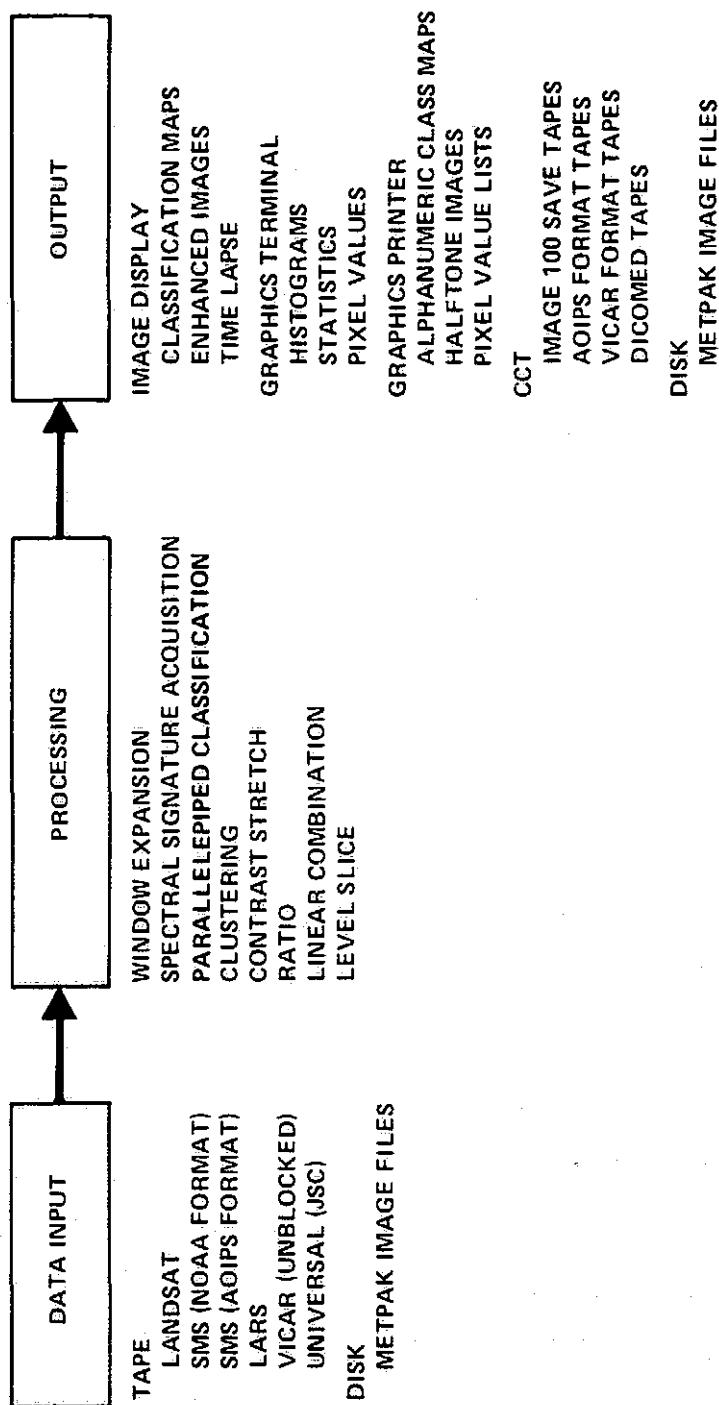 DATA INPUT
TAPE
LANDSAT
SMS (NOAA FORMAT)
SMS (AOIPS FORMAT)
LARS
VICAR (UNBLOCKED)
UNIVERSAL (JSC)
DISK
METPAK IMAGE FILES
PROCESSING
WINDOW EXPANSION
SPECTRAL SIGNATURE ACQUISITION
PARALLELEPIPED CLASSIFICATION
CLUSTERING
CONTRAST STRETCH
RATIO
LINEAR COMBINATION
LEVEL SLICE
OUTPUT
IMAGE DISPLAY
CLASSIFICATION MAPS
ENHANCED IMAGES
TIME LAPSE
GRAPHICS TERMINAL
HISTOGRAMS
STATISTICS
PIXEL VALUES
GRAPHICS PRINTER
ALPHANUMERIC CLASS MAPS
HALFTONE IMAGES
PIXEL VALUE LISTS
CCT
IMAGE 100 SAVE TAPES
AOIPS FORMAT TAPES
VICAR FORMAT TAPES
DICOMED TAPES
DISK
METPAK IMAGE FILES